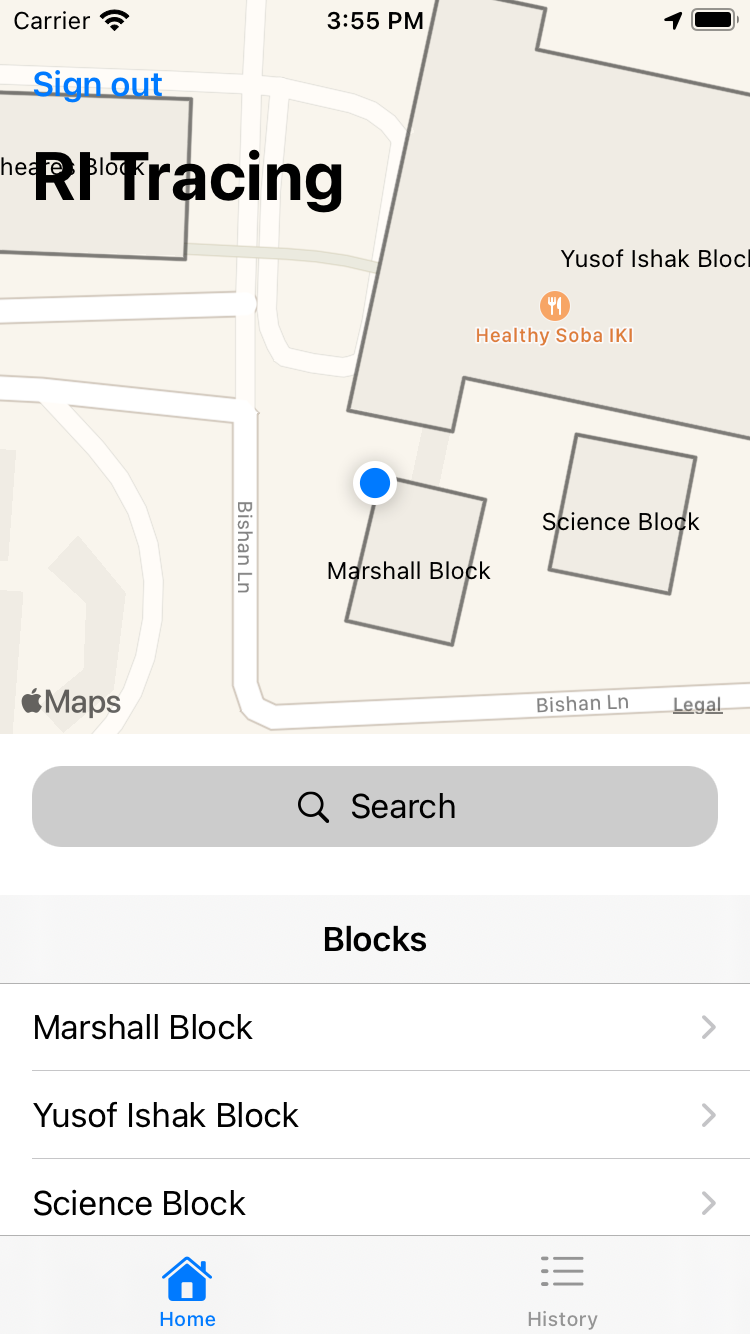 Carrier 3:55 PM
Sign out
heares Block
RI Tracing
Yusof Ishak Bloc
Healthy Soba IKI
Bishan Ln
Science Block
Marshall Block
Maps
Bishan Ln
Legal
Search
Blocks
Marshall Block
Yusof Ishak Block
Science Block
Home
History